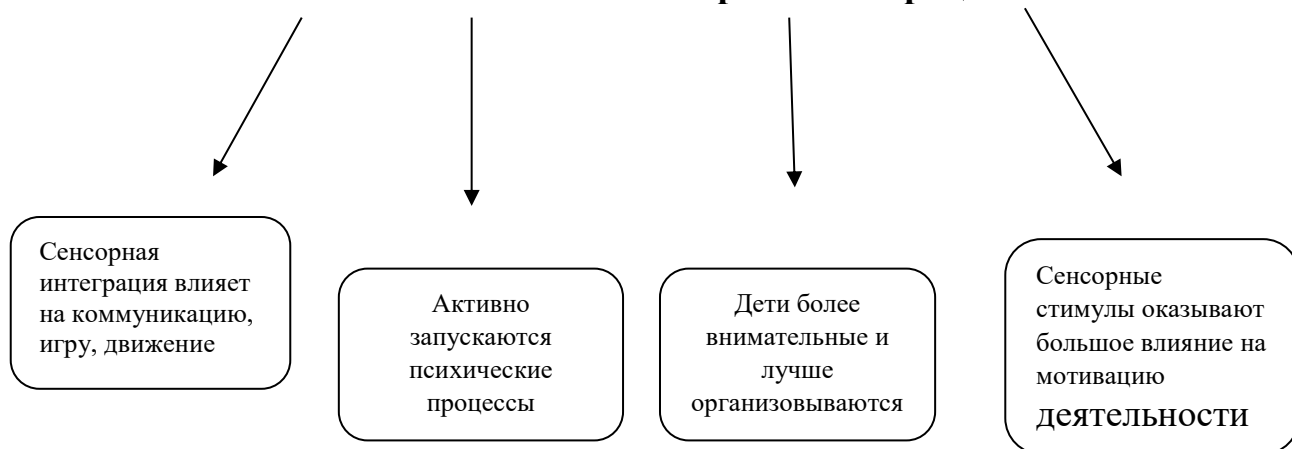 Сенсорная
интеграция влияет
на коммуникацию,
игру, движение
Активно
запускаются
психические
процессы
Дети более
внимательные и
лучше
организовываются
Сенсорные
стимулы оказывают
большое влияние на
мотивацию
деятельности